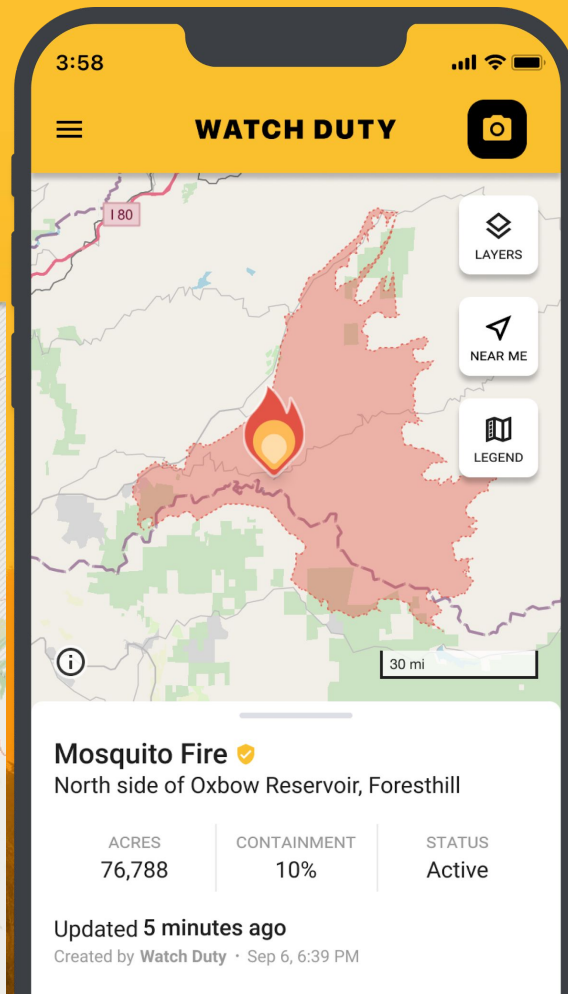 3:58
WATCH DUTY
I 80
LAYERS
NEAR ME
LEGEND
30 mi
Mosquito Fire
North side of Oxbow Reservoir, Foresthill
ACRES CONTAINMENT STATUS
76,788 10% Active
Updated 5 minutes ago
Created by Watch Duty · Sep 6, 6:39 PM